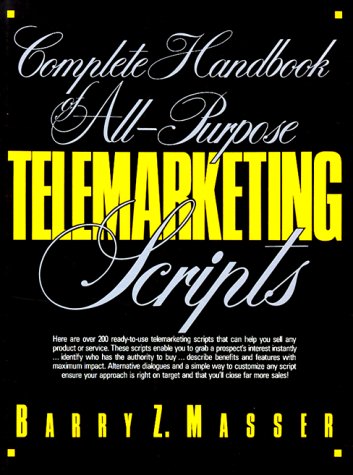 Complete Handbook
of All-Purpose
TELEMARKETING
Scripts
Here are over 200 ready-to-use telemarketing scripts that can help you sell any
product or service. These scripts enable you to grab a prospect's interest instantly
... identify who has the authority to buy ... describe benefits and features with
maximum impact. Alternative dialogues and a simple way to customize any script
ensure your approach is right on target and that you'll close far more sales!
BARRY Z. MASSER